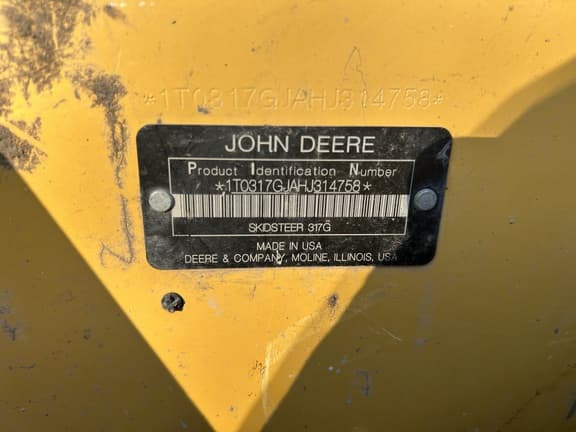 *1T0317GJAHJ314758*
JOHN DEERE
Product Identification Number
*1T0317GJAHJ314758*
SKIDSTEER 317G
MADE IN USA
DEERE & COMPANY, MOLINE, ILLINOIS, USA